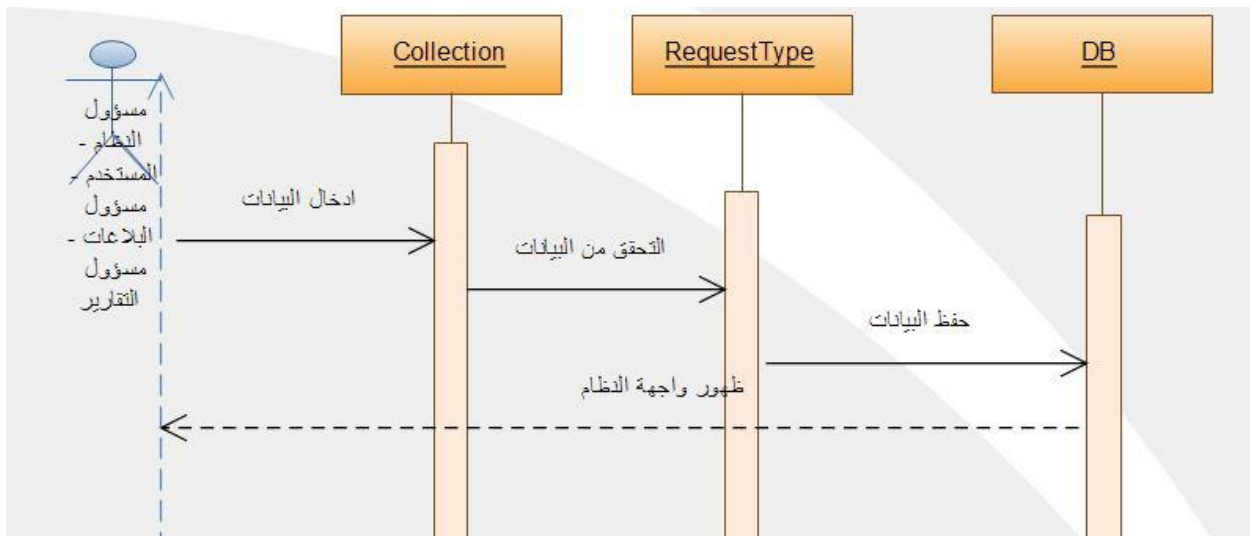 Collection
RequestType
DB
مسؤول
النظام -
المستخدم -
مسؤول
البلاغات -
مسؤول
التقارير
ادخال البيانات
التحقق من البيانات
حفظ البيانات
ظهور واجهة النظام